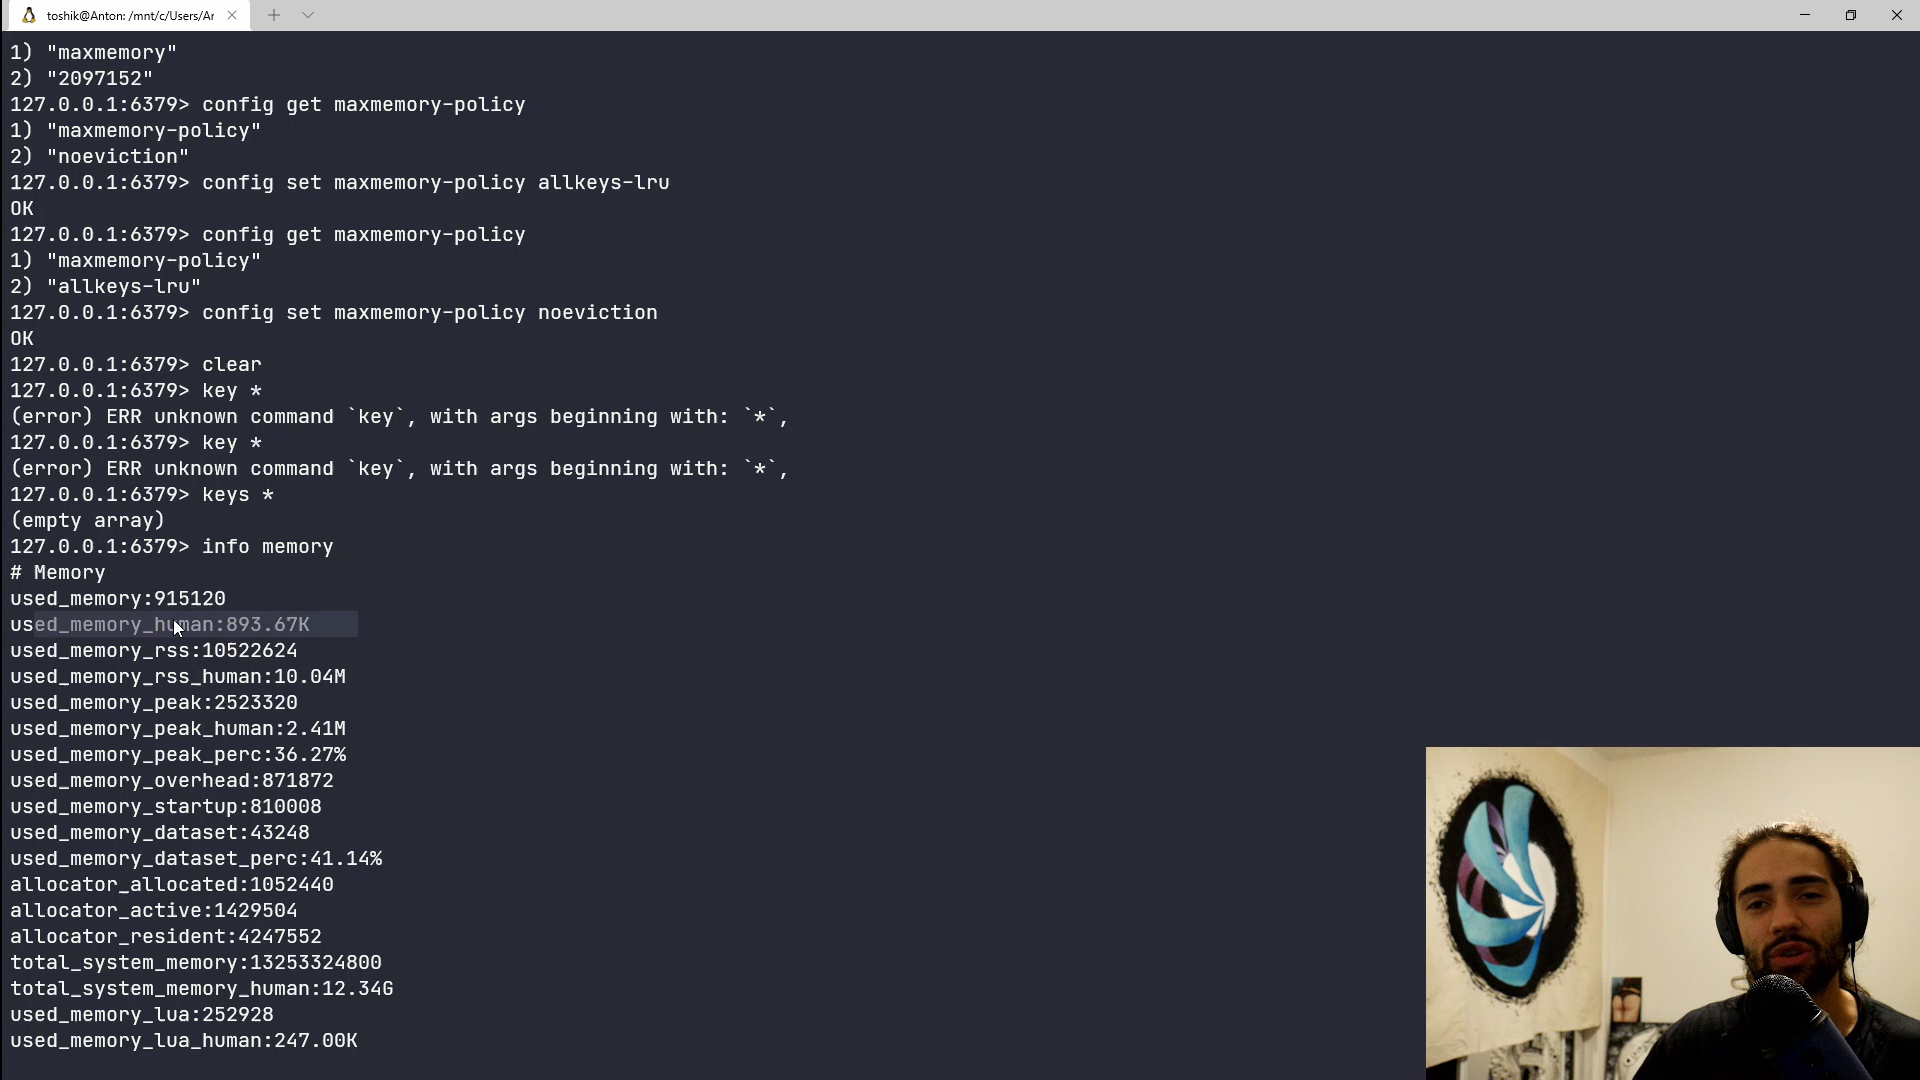 toshik@Anton: /mnt/c/Users/Ar
1) "maxmemory"
2) "2097152"
127.0.0.1:6379> config get maxmemory-policy
1) "maxmemory-policy"
2) "noeviction"
127.0.0.1:6379> config set maxmemory-policy allkeys-lru
OK
127.0.0.1:6379> config get maxmemory-policy
1) "maxmemory-policy"
2) "allkeys-lru"
127.0.0.1:6379> config set maxmemory-policy noeviction
OK
127.0.0.1:6379> clear
127.0.0.1:6379> key *
(error) ERR unknown command `key`, with args beginning with: `*`,
127.0.0.1:6379> key *
(error) ERR unknown command `key`, with args beginning with: `*`,
127.0.0.1:6379> keys *
(empty array)
127.0.0.1:6379> info memory
# Memory
used_memory:915120
used_memory_human:893.67K
used_memory_rss:10522624
used_memory_rss_human:10.04M
used_memory_peak:2523320
used_memory_peak_human:2.41M
used_memory_peak_perc:36.27%
used_memory_overhead:871872
used_memory_startup:810008
used_memory_dataset:43248
used_memory_dataset_perc:41.14%
allocator_allocated:1052440
allocator_active:1429504
allocator_resident:4247552
total_system_memory:13253324800
total_system_memory_human:12.34G
used_memory_lua:252928
used_memory_lua_human:247.00K